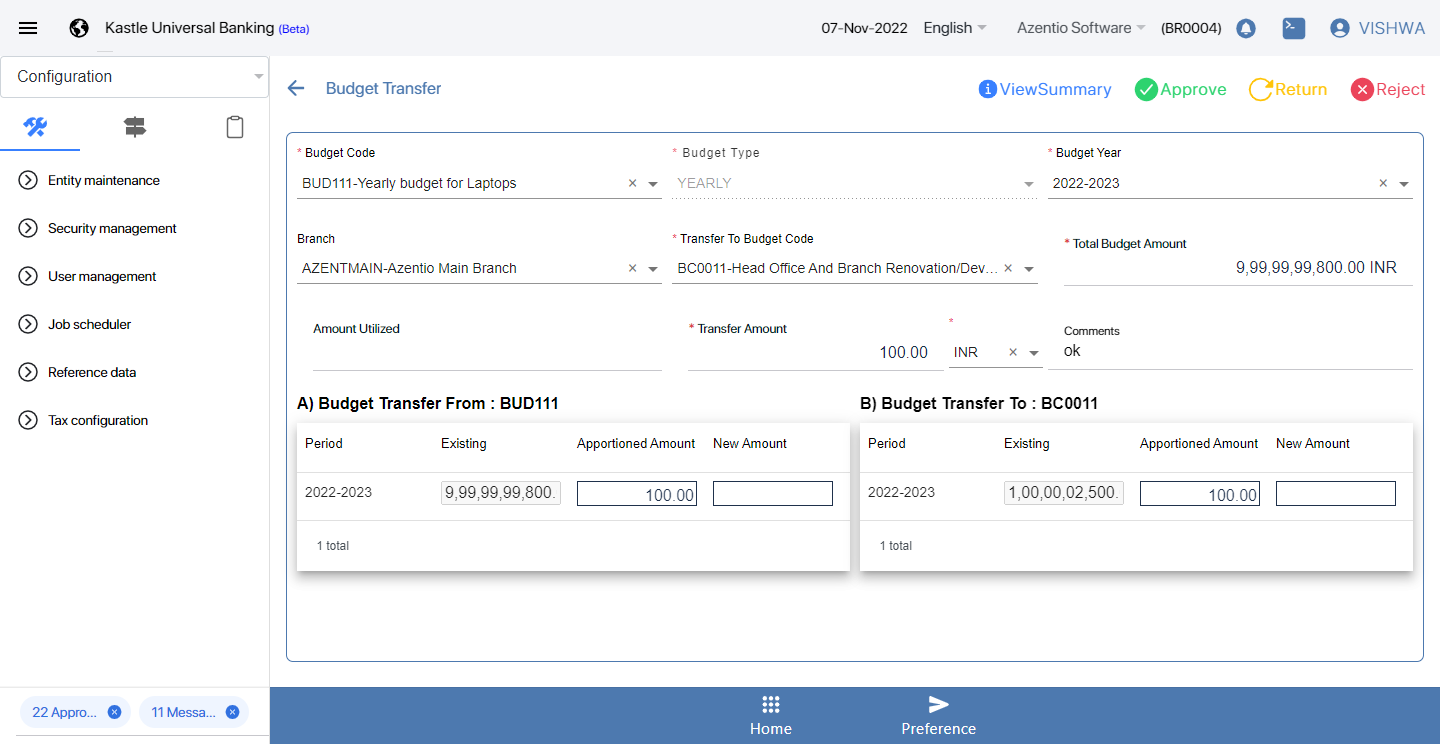 Kastle Universal Banking (Beta)
07-Nov-2022 English Azentio Software (BR0004) VISHWA
Configuration
Budget Transfer
ViewSummary Approve Return Reject
Entity maintenance
Security management
User management
Job scheduler
Reference data
Tax configuration
* Budget Code
BUD111-Yearly budget for Laptops
* Budget Type
YEARLY
* Budget Year
2022-2023
Branch
AZENTMAIN-Azentio Main Branch
* Transfer To Budget Code
BC0011-Head Office And Branch Renovation/Dev...
* Total Budget Amount
9,99,99,99,800.00 INR
Amount Utilized
* Transfer Amount
100.00
*
INR
Comments
ok
A) Budget Transfer From : BUD111
Period Existing Apportioned Amount New Amount
2022-2023 9,99,99,99,800. 100.00
1 total
B) Budget Transfer To : BC0011
Period Existing Apportioned Amount New Amount
2022-2023 1,00,00,02,500. 100.00
1 total
22 Appro... 11 Messa...
Home
Preference